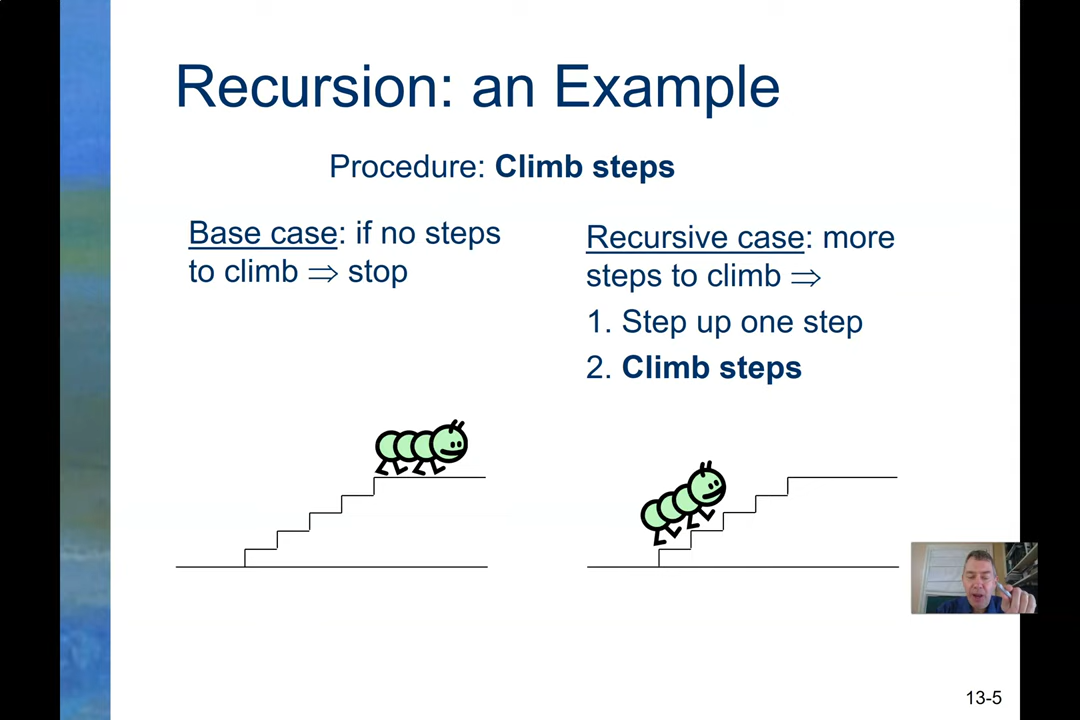 Recursion: an Example
Procedure: Climb steps
Base case: if no steps
to climb ⇒ stop
Recursive case: more
steps to climb ⇒
1. Step up one step
2. Climb steps
13-5